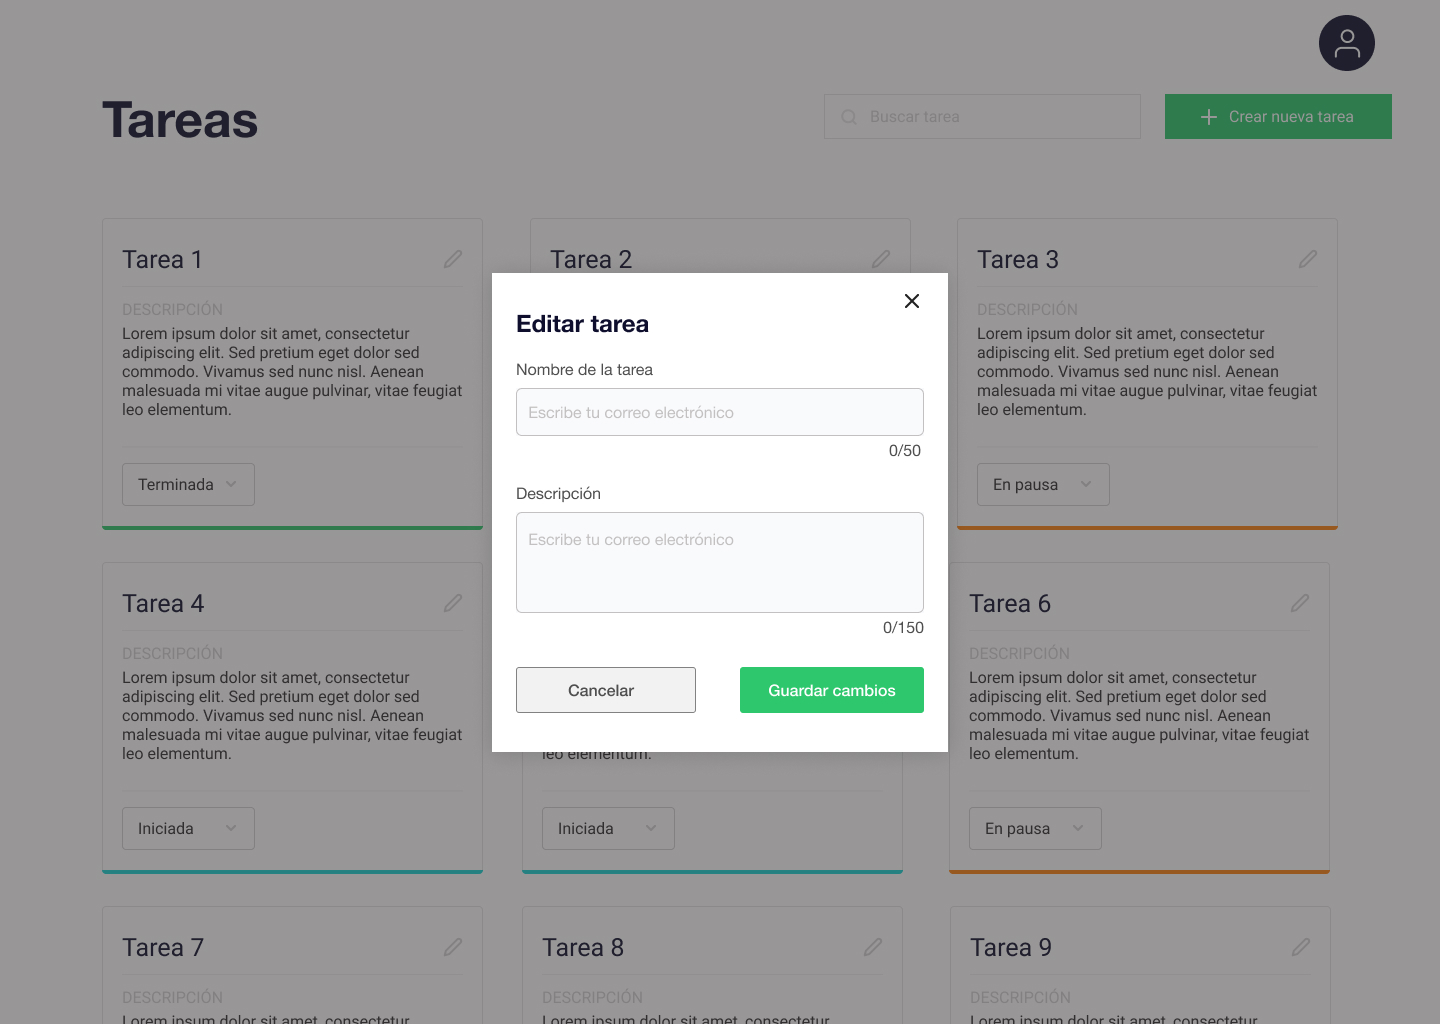 Tareas
Buscar tarea
Crear nueva tarea
Tarea 1
DESCRIPCIÓN
Lorem ipsum dolor sit amet, consectetur
adipiscing elit. Sed pretium eget dolor sed
commodo. Vivamus sed nunc nisl. Aenean
malesuada mi vitae augue pulvinar, vitae feugiat
leo elementum.
Terminada
Tarea 2
Tarea 3
DESCRIPCIÓN
Lorem ipsum dolor sit amet, consectetur
adipiscing elit. Sed pretium eget dolor sed
commodo. Vivamus sed nunc nisl. Aenean
malesuada mi vitae augue pulvinar, vitae feugiat
leo elementum.
En pausa
Editar tarea
Nombre de la tarea
Escribe tu correo electrónico
0/50
Descripción
Escribe tu correo electrónico
0/150
Cancelar
Guardar cambios
Tarea 4
DESCRIPCIÓN
Lorem ipsum dolor sit amet, consectetur
adipiscing elit. Sed pretium eget dolor sed
commodo. Vivamus sed nunc nisl. Aenean
malesuada mi vitae augue pulvinar, vitae feugiat
leo elementum.
Iniciada
leo elementum.
Iniciada
Tarea 6
DESCRIPCIÓN
Lorem ipsum dolor sit amet, consectetur
adipiscing elit. Sed pretium eget dolor sed
commodo. Vivamus sed nunc nisl. Aenean
malesuada mi vitae augue pulvinar, vitae feugiat
leo elementum.
En pausa
Tarea 7
DESCRIPCIÓN
Lorem ipsum dolor sit amet, consectetur
Tarea 8
DESCRIPCIÓN
Lorem ipsum dolor sit amet, consectetur
Tarea 9
DESCRIPCIÓN
Lorem ipsum dolor sit amet, consectetur